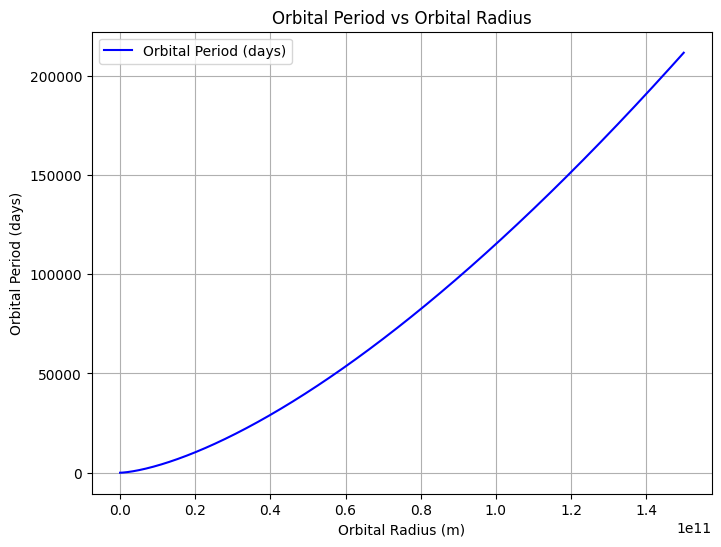 Orbital Period vs Orbital Radius
Orbital Period (days)
200000
150000
100000
50000
0
Orbital Period (days)
0.0 0.2 0.4 0.6 0.8 1.0 1.2 1.4
1e11
Orbital Radius (m)